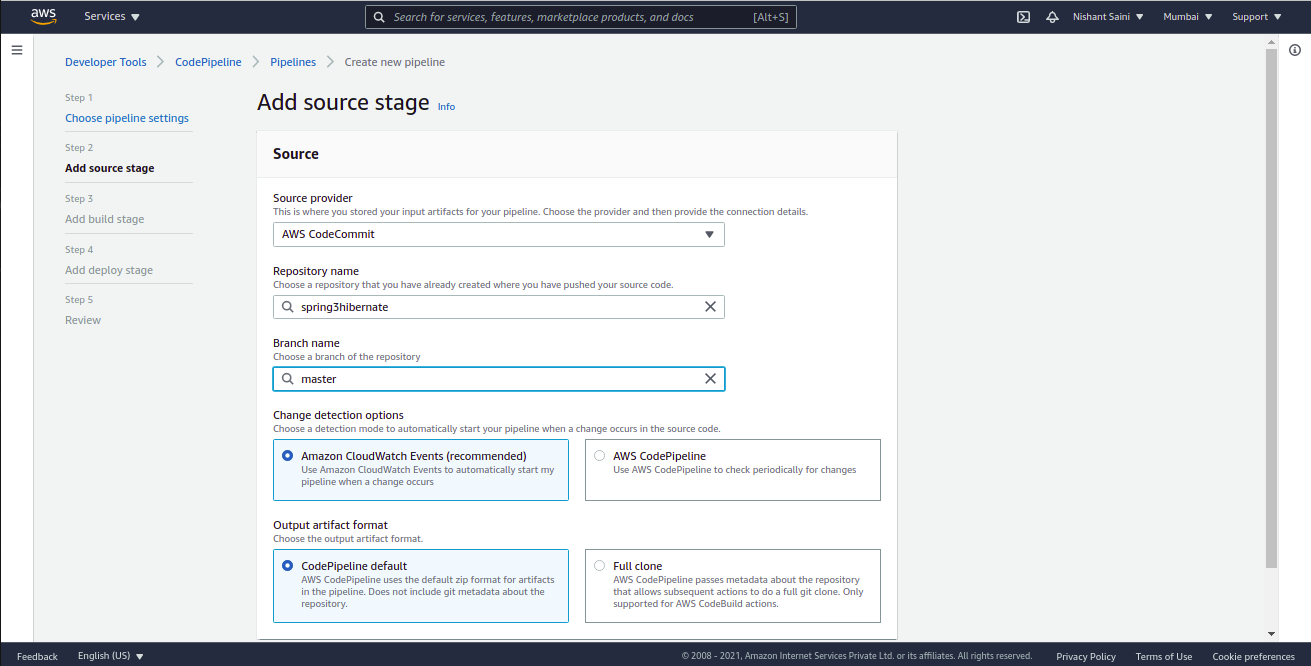 aws Services Search for services, features, marketplace products, and docs [Alt+S] Nishant Saini Mumbai Support
Developer Tools CodePipeline Pipelines Create new pipeline
Step 1
Choose pipeline settings
Step 2
Add source stage
Step 3
Add build stage
Step 4
Add deploy stage
Step 5
Review
Add source stage Info
Source
Source provider
This is where you stored your input artifacts for your pipeline. Choose the provider and then provide the connection details.
AWS CodeCommit
Repository name
Choose a repository that you have already created where you have pushed your source code.
spring3hibernate
Branch name
Choose a branch of the repository
master
Change detection options
Choose a detection mode to automatically start your pipeline when a change occurs in the source code.
Amazon CloudWatch Events (recommended)
Use Amazon CloudWatch Events to automatically start my
pipeline when a change occurs
AWS CodePipeline
Use AWS CodePipeline to check periodically for changes
Output artifact format
Choose the output artifact format.
CodePipeline default
AWS CodePipeline uses the default zip format for artifacts
in the pipeline. Does not include git metadata about the
repository.
Full clone
AWS CodePipeline passes metadata about the repository
that allows subsequent actions to do a full git clone. Only
supported for AWS CodeBuild actions.
Feedback English (US) © 2008 - 2021, Amazon Internet Services Private Ltd. or its affiliates. All rights reserved. Privacy Policy Terms of Use Cookie preferences